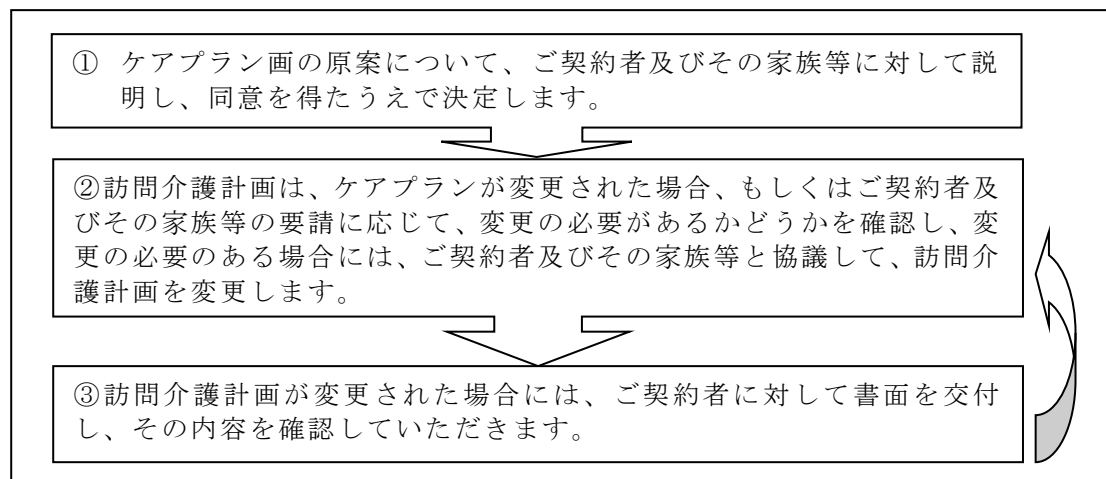 ① ケアプラン画の原案について、ご契約者及びその家族等に対して説
明し、同意を得たうえで決定します。
②訪問介護計画は、ケアプランが変更された場合、もしくはご契約者及
びその家族等の要請に応じて、変更の必要があるかどうかを確認し、変
更の必要のある場合には、ご契約者及びその家族等と協議して、訪問介
護計画を変更します。
③訪問介護計画が変更された場合には、ご契約者に対して書面を交付
し、その内容を確認していただきます。